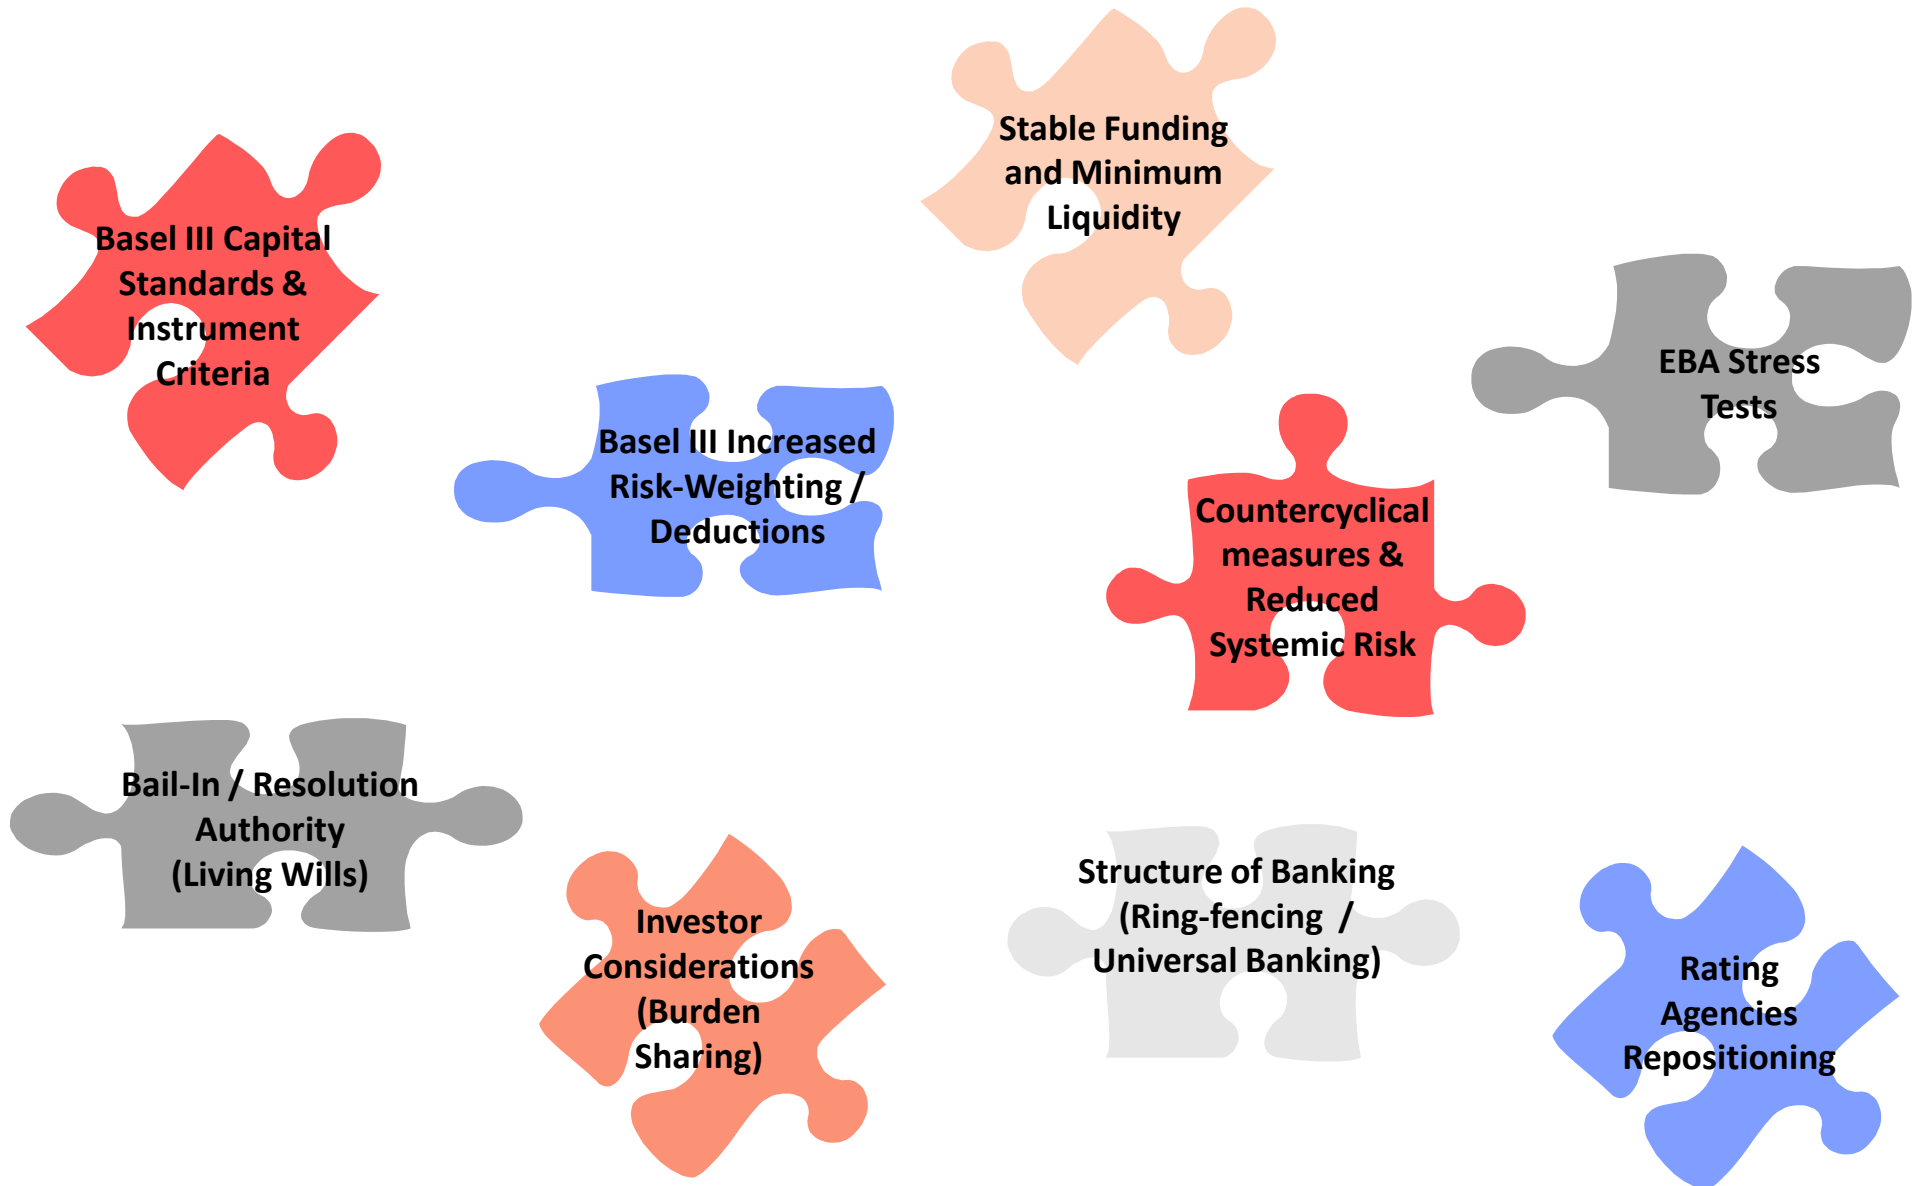 Stable Funding
and Minimum
Liquidity
Basel III Capital
Standards &
Instrument
Criteria
EBA Stress
Tests
Basel III Increased
Risk-Weighting /
Deductions
Countercyclical
measures &
Reduced
Systemic Risk
Bail-In / Resolution
Authority
(Living Wills)
Investor
Considerations
(Burden
Sharing)
Structure of Banking
(Ring-fencing  /
Universal Banking)
Rating
Agencies
Repositioning